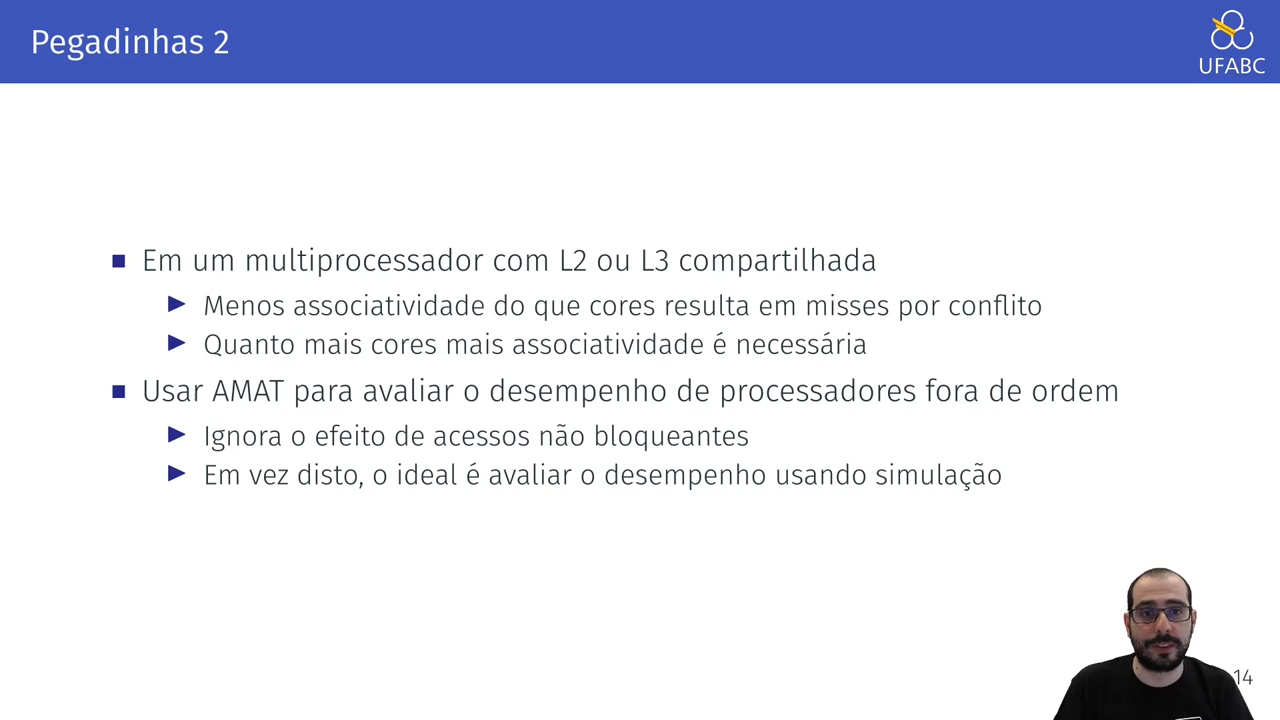 Pegadinhas 2
UFABC
Em um multiprocessador com L2 ou L3 compartilhada
Menos associatividade do que cores resulta em misses por conflito
Quanto mais cores mais associatividade é necessária
Usar AMAT para avaliar o desempenho de processadores fora de ordem
Ignora o efeito de acessos não bloqueantes
Em vez disto, o ideal é avaliar o desempenho usando simulação
14